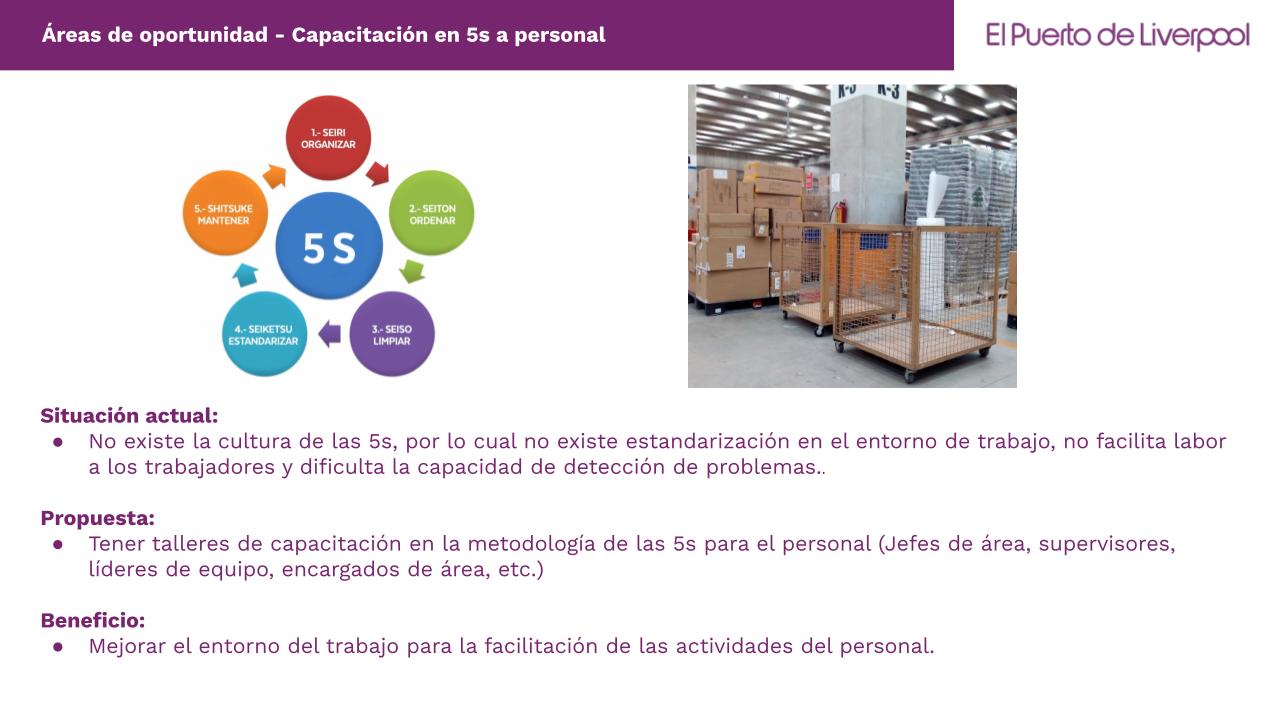 Áreas de oportunidad - Capacitación en 5s a personal
El Puerto de Liverpool
1.- SEIRI
ORGANIZAR
5.- SHITSUKE
MANTENER
2.- SEITON
ORDENAR
5 S
4.- SEIKETSU
ESTANDARIZAR
3.- SEISO
LIMPIAR
K-3
K-3
Situación actual:
● No existe la cultura de las 5s, por lo cual no existe estandarización en el entorno de trabajo, no facilita labor
a los trabajadores y dificulta la capacidad de detección de problemas..
Propuesta:
● Tener talleres de capacitación en la metodología de las 5s para el personal (Jefes de área, supervisores,
líderes de equipo, encargados de área, etc.)
Beneficio:
● Mejorar el entorno del trabajo para la facilitación de las actividades del personal.